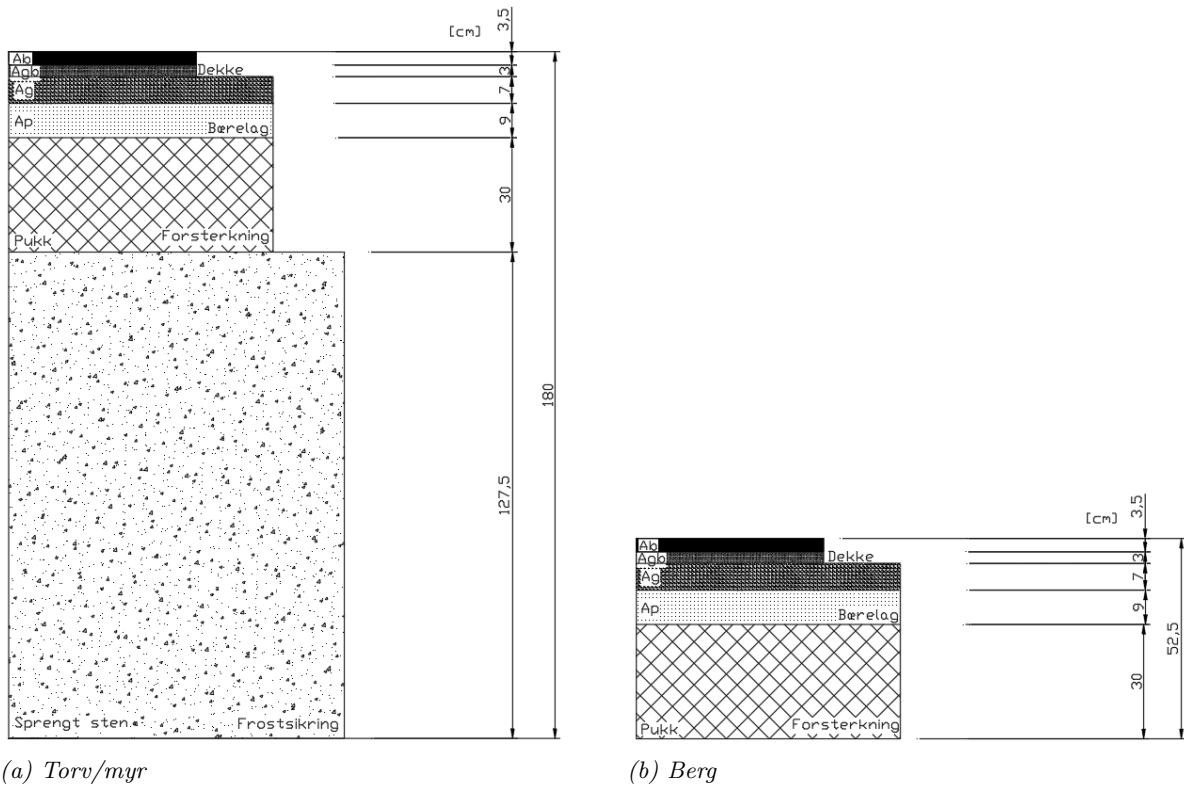 [cm]
3,5
Ab
Agb
Dekke
3
Ag
7
Ap
Bærelag
9
30
Pukk
Forsterkning
180
127,5
Sprengt sten
Frostsikring
(a) Torv/myr
[cm]
3,5
Ab
Agb
Dekke
3
Ag
7
Ap
Bærelag
9
52,5
30
Pukk
Forsterkning
(b) Berg